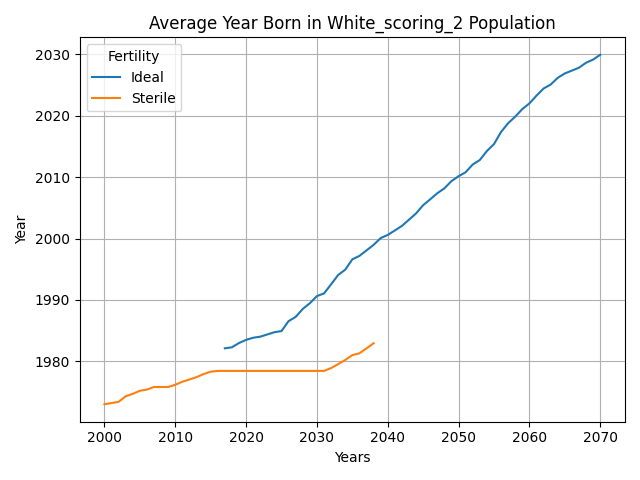 Average Year Born in White_scoring_2 Population
Fertility
Ideal
Sterile
Year
2030
2020
2010
2000
1990
1980
2000 2010 2020 2030 2040 2050 2060 2070
Years